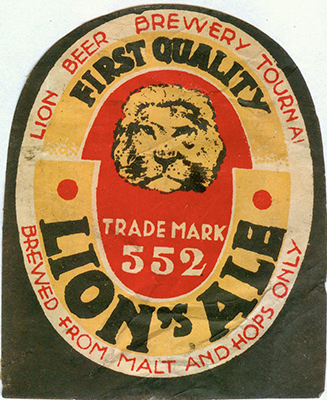 LION BEER BREWERY TOURNAI
FIRST QUALITY
TRADE MARK
552
LION'S ALE
BREWED FROM MALT AND HOPS ONLY